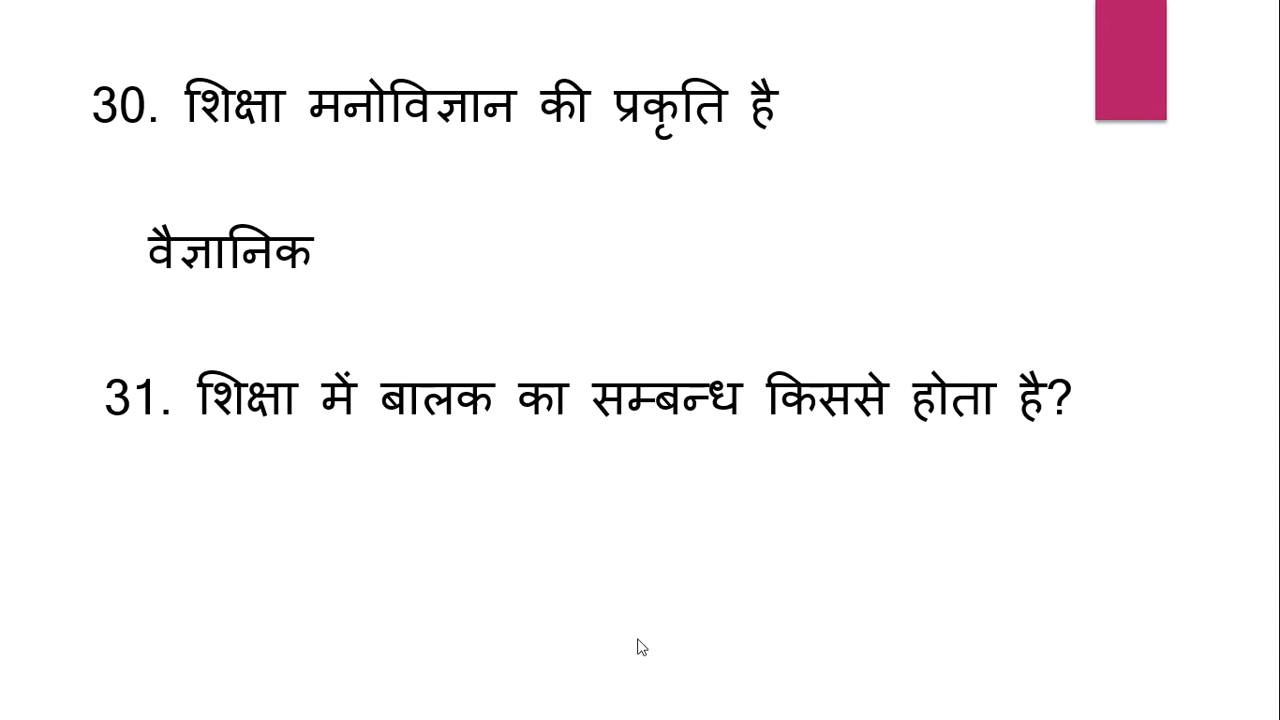 30. शिक्षा मनोविज्ञान की प्रकृति है
वैज्ञानिक
31. शिक्षा में बालक का सम्बन्ध किससे होता है?